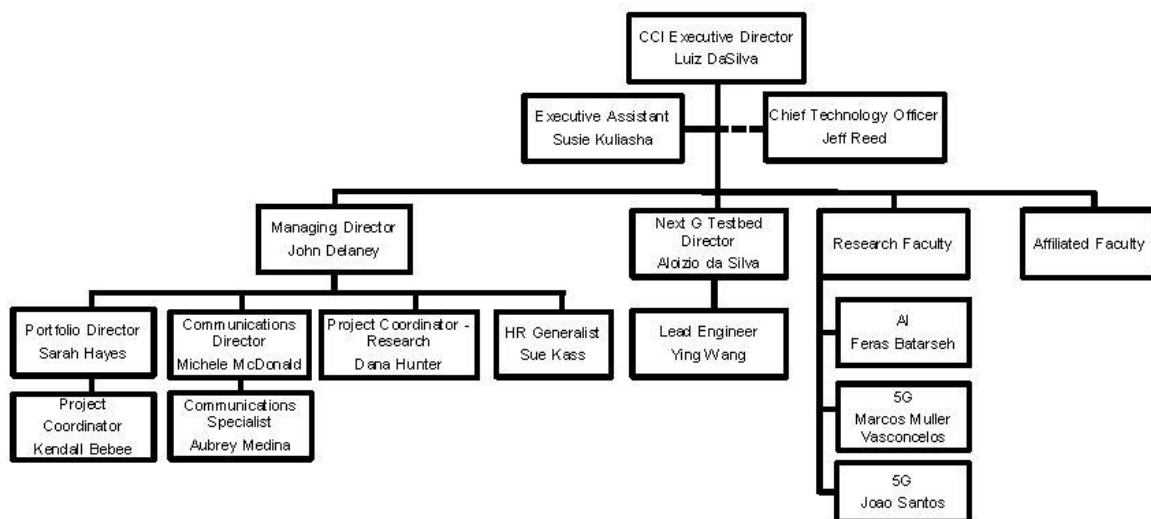 CCI Executive Director
Luiz DaSilva
Executive Assistant
Susie Kuliasha
Chief Technology Officer
Jeff Reed
Managing Director
John Delaney
Next G Testbed
Director
Aloizio da Silva
Research Faculty
Affiliated Faculty
Portfolio Director
Sarah Hayes
Communications
Director
Michele McDonald
Project Coordinator -
Research
Dana Hunter
HR Generalist
Sue Kass
Lead Engineer
Ying Wang
AI
Feras Batarseh
Project
Coordinator
Kendall Bebee
Communications
Specialist
Aubrey Medina
5G
Marcos Muller
Vasconcelos
5G
Joao Santos